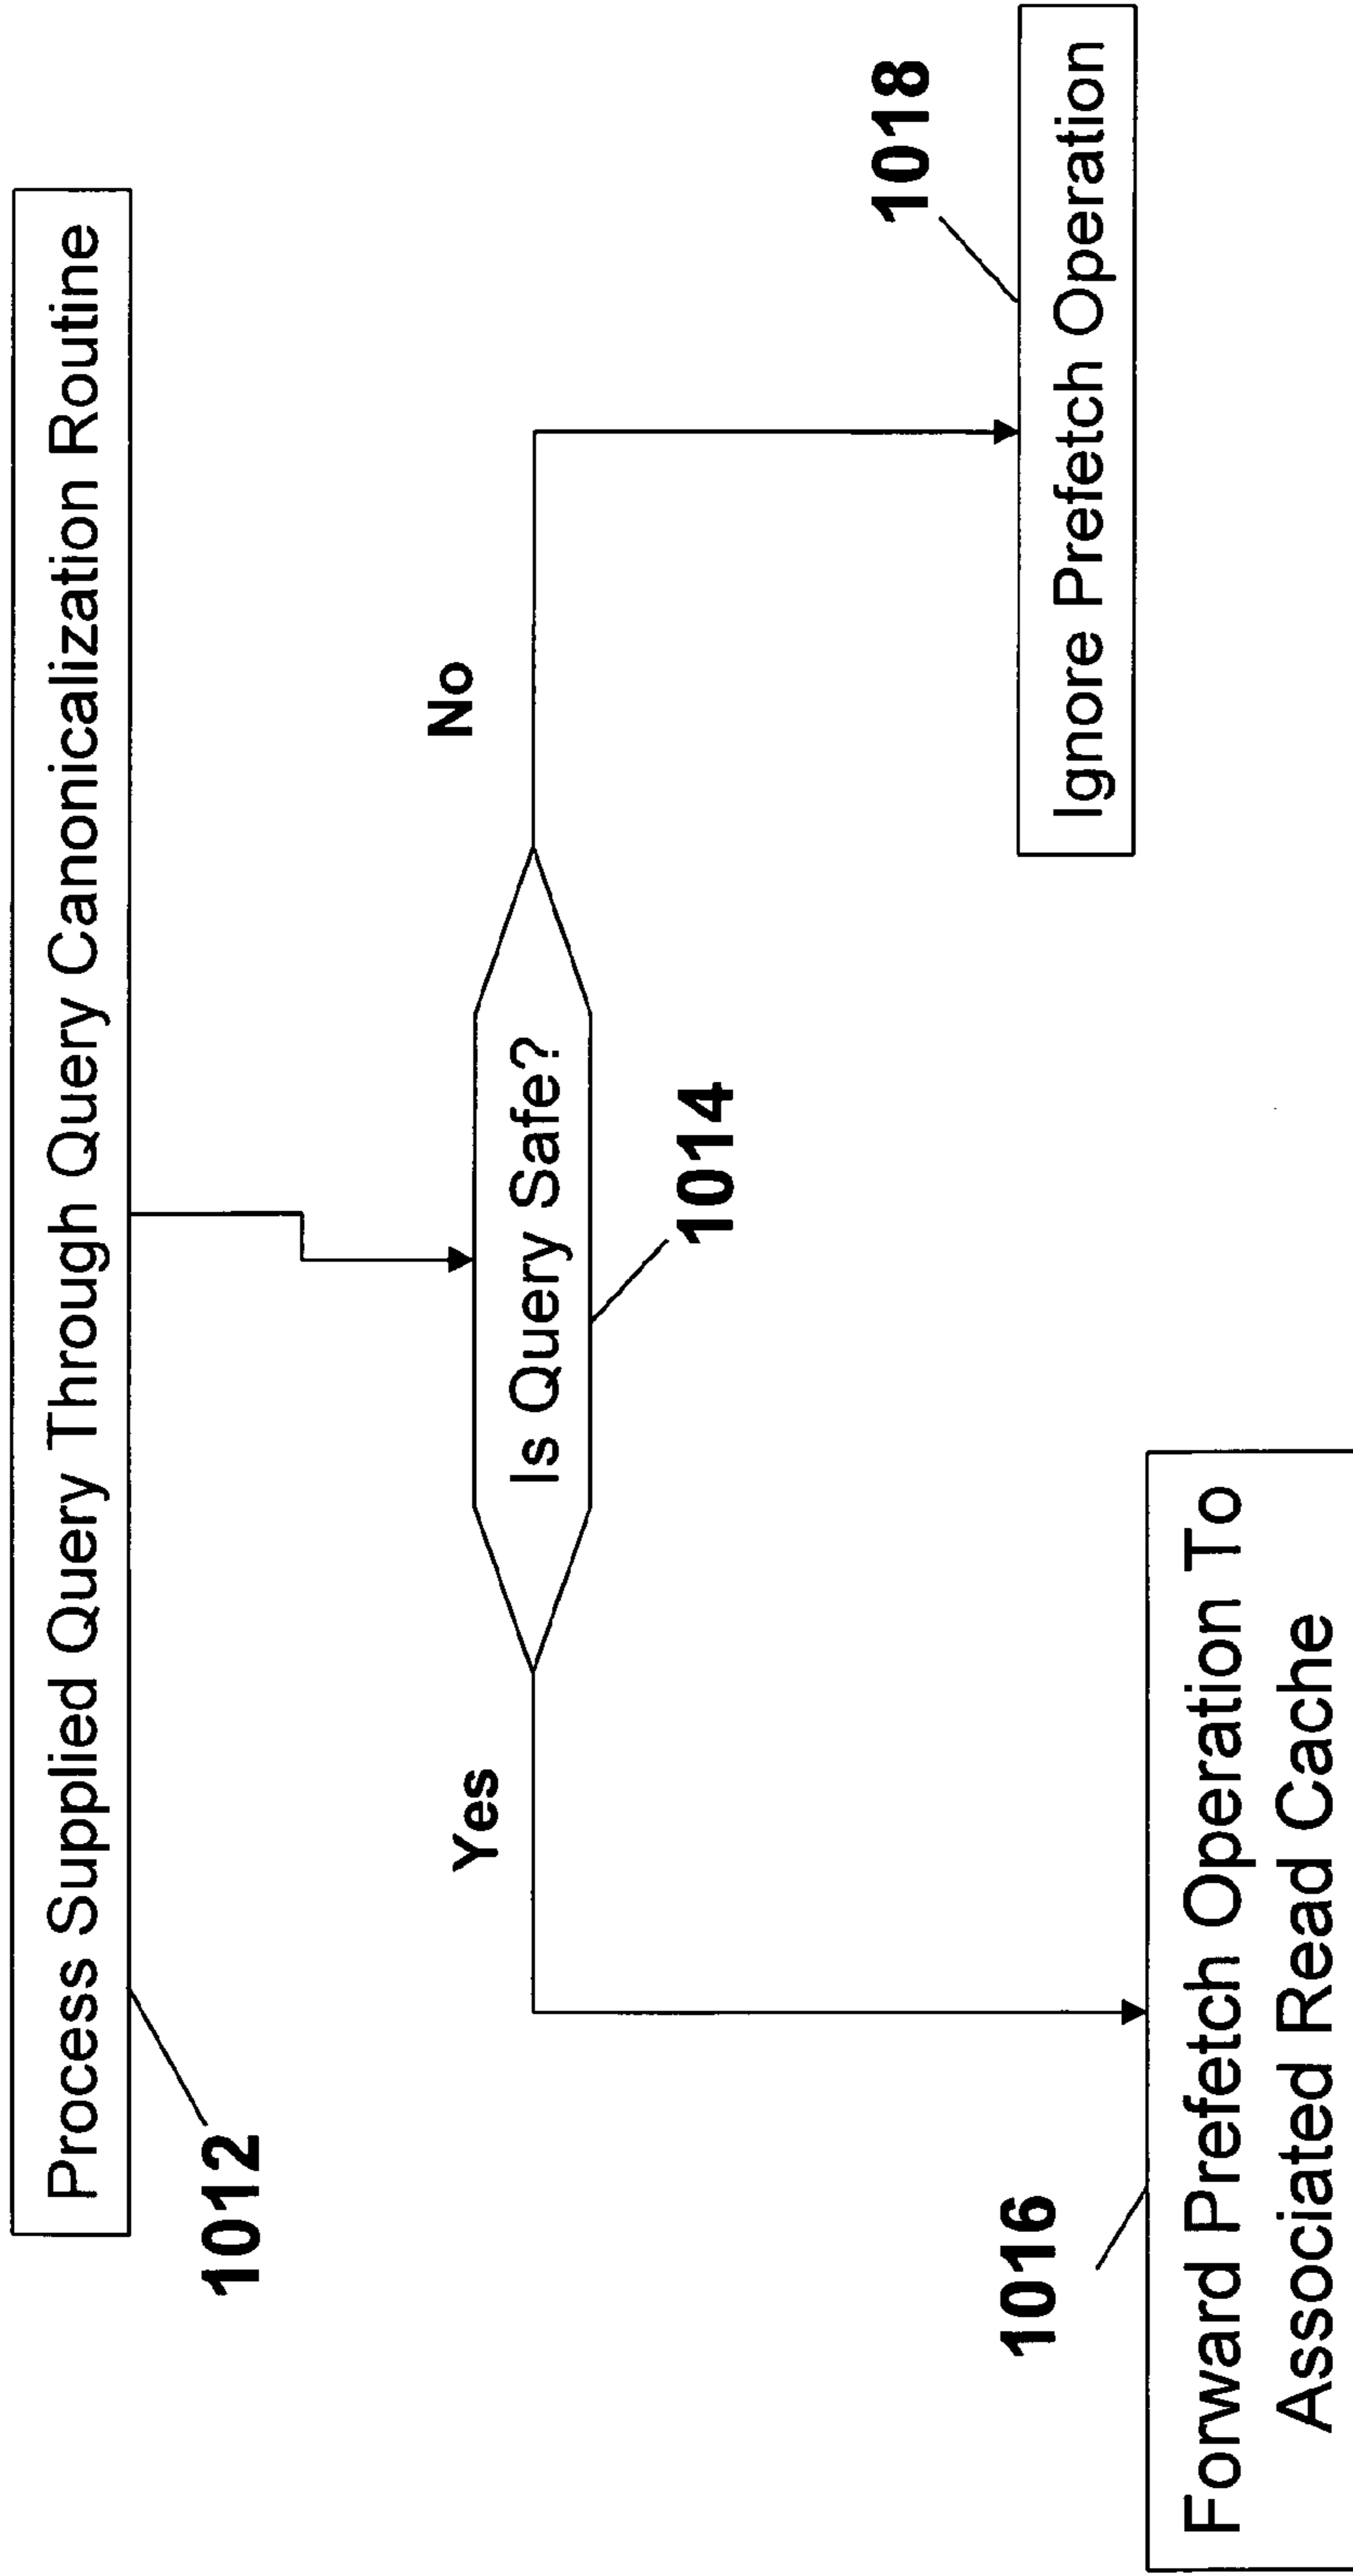 Process Supplied Query Through Query Canonicalization Routine
1012
Is Query Safe?
1014
Yes
No
1016
Forward Prefetch Operation To
Associated Read Cache
1018
Ignore Prefetch Operation